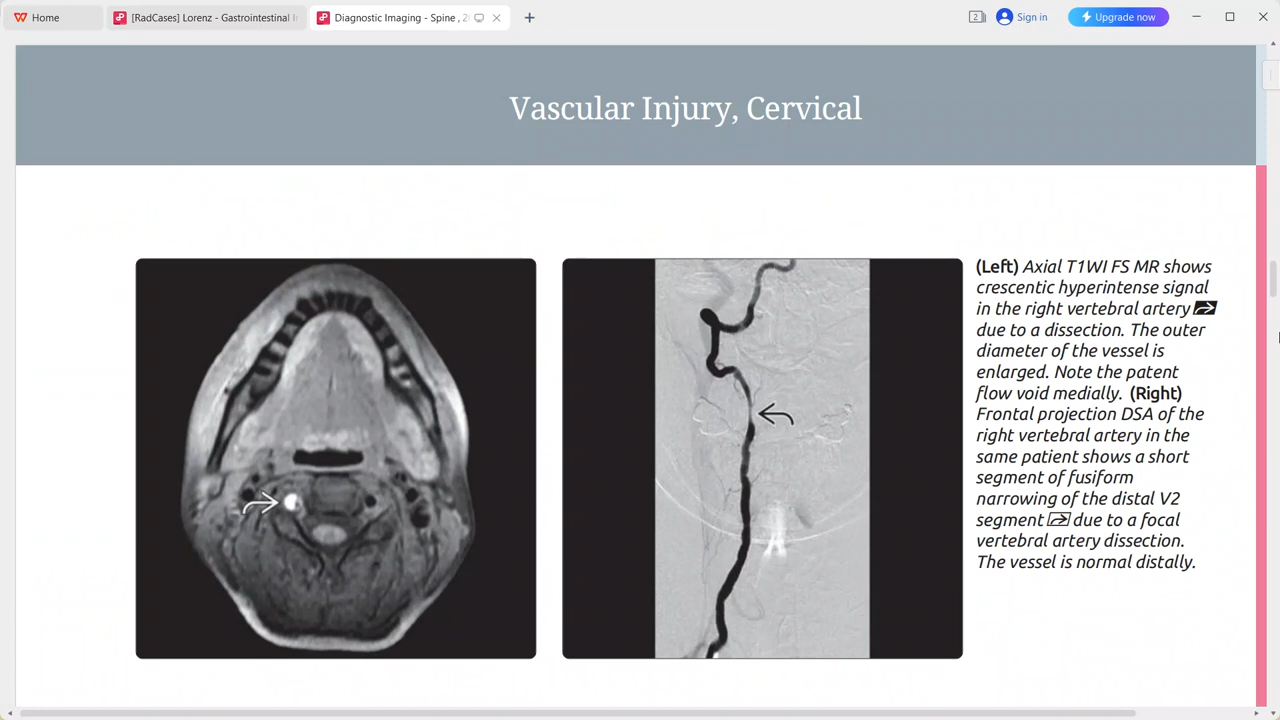 Home
[RadCases] Lorenz - Gastrointestinal I
Diagnostic Imaging - Spine , 2
2
Sign in
Upgrade now
Vascular Injury, Cervical
(Left) Axial T1WI FS MR shows
crescentic hyperintense signal
in the right vertebral artery
due to a dissection. The outer
diameter of the vessel is
enlarged. Note the patent
flow void medially. (Right)
Frontal projection DSA of the
right vertebral artery in the
same patient shows a short
segment of fusiform
narrowing of the distal V2
segment due to a focal
vertebral artery dissection.
The vessel is normal distally.